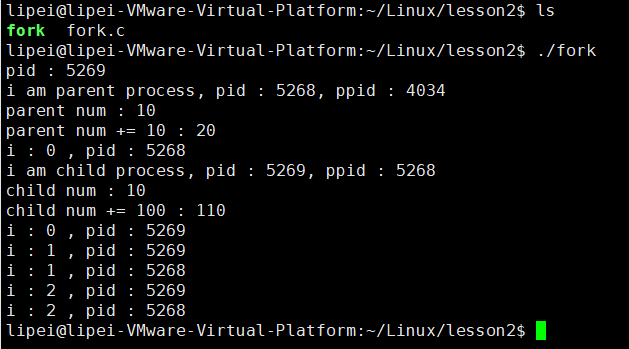 lipei@lipei-VMware-Virtual-Platform:~/Linux/lesson2$ ls
fork  fork.c
lipei@lipei-VMware-Virtual-Platform:~/Linux/lesson2$ ./fork
pid : 5269
i am parent process, pid : 5268, ppid : 4034
parent num : 10
parent num += 10 : 20
i : 0 , pid : 5268
i am child process, pid : 5269, ppid : 5268
child num : 10
child num += 100 : 110
i : 0 , pid : 5269
i : 1 , pid : 5269
i : 1 , pid : 5268
i : 2 , pid : 5269
i : 2 , pid : 5268
lipei@lipei-VMware-Virtual-Platform:~/Linux/lesson2$